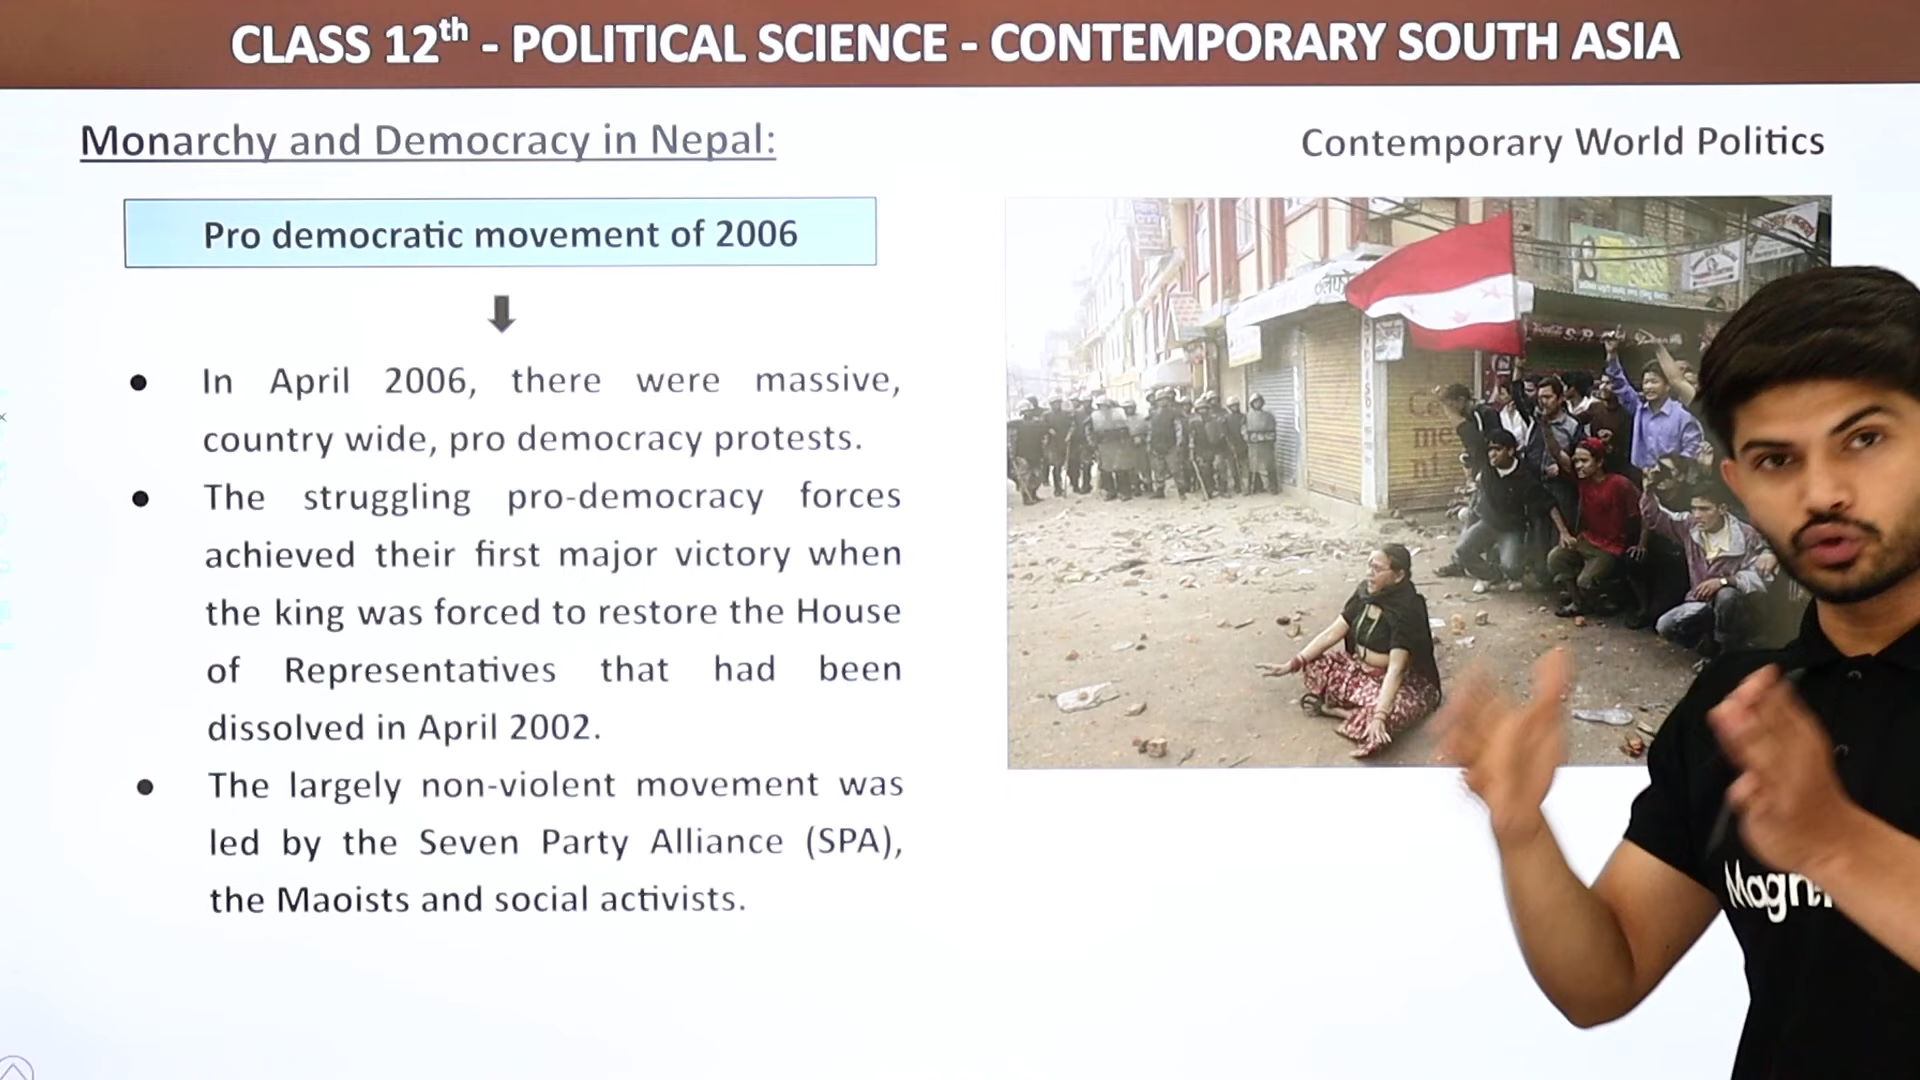 CLASS 12th - POLITICAL SCIENCE - CONTEMPORARY SOUTH ASIA
Monarchy and Democracy in Nepal:
Contemporary World Politics
Pro democratic movement of 2006
In April 2006, there were massive,
country wide, pro democracy protests.
The struggling pro-democracy forces
achieved their first major victory when
the king was forced to restore the House
of Representatives that had been
dissolved in April 2002.
The largely non-violent movement was
led by the Seven Party Alliance (SPA),
the Maoists and social activists.